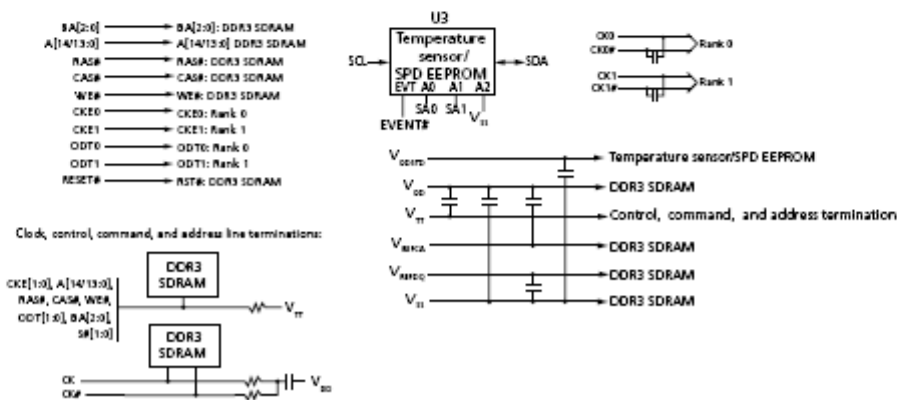 BA[2:0] BA[2:0]: DDR3 SDRAM
A[14/13:0] A[14/13:0] DDR3 SDRAM
RAS# RAS#: DDR3 SDRAM
CAS# CAS#: DDR3 SDRAM
WE# WE#: DDR3 SDRAM
CKE0 CKE0: Rank 0
CKE1 CKE1: Rank 1
ODT0 ODT0: Rank 0
ODT1 ODT1: Rank 1
RESET# RST#: DDR3 SDRAM
U3
Temperature
sensor/
SPD EEPROM
EVT A0 A1 A2
SCL
SDA
SA0 SA1
EVENT#
CK0
CK0#
Rank 0
CK1
CK1#
Rank 1
Temperature sensor/SPD EEPROM
VDD DDR3 SDRAM
VTT Control, command, and address termination
VREFCA DDR3 SDRAM
VREFDQ DDR3 SDRAM
DDR3 SDRAM
Clock, control, command, and address line terminations:
DDR3
SDRAM
CKE[1:0], A[14/13:0],
RAS#, CAS#, WE#,
ODT[1:0], BA[2:0],
S#[1:0]
VTT
DDR3
SDRAM
CK
CK#
VDD